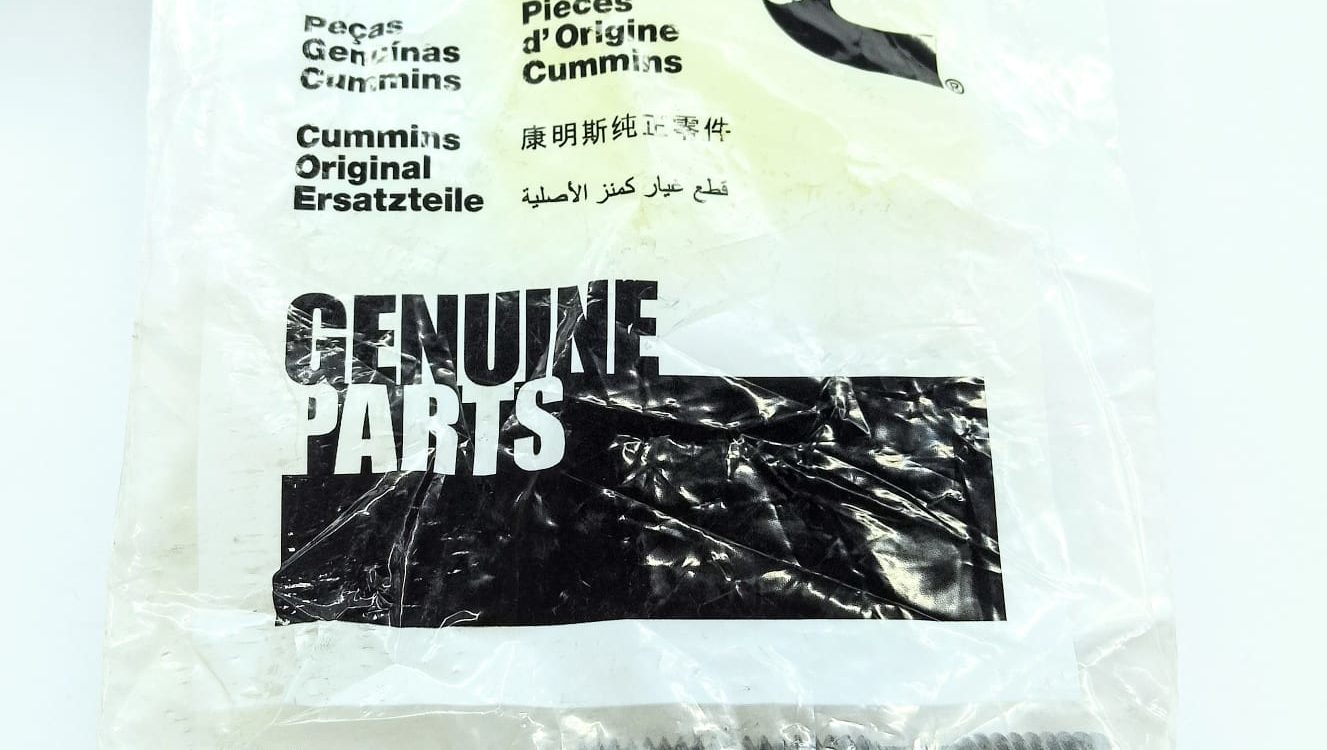 Peças
Genuínas
Cummins
Pièces
d'Origine
Cummins
®
Cummins
Original
Ersatzteile
康明斯纯正零件
قطع غيار كمنز الأصلية
GENUINE
PARTS